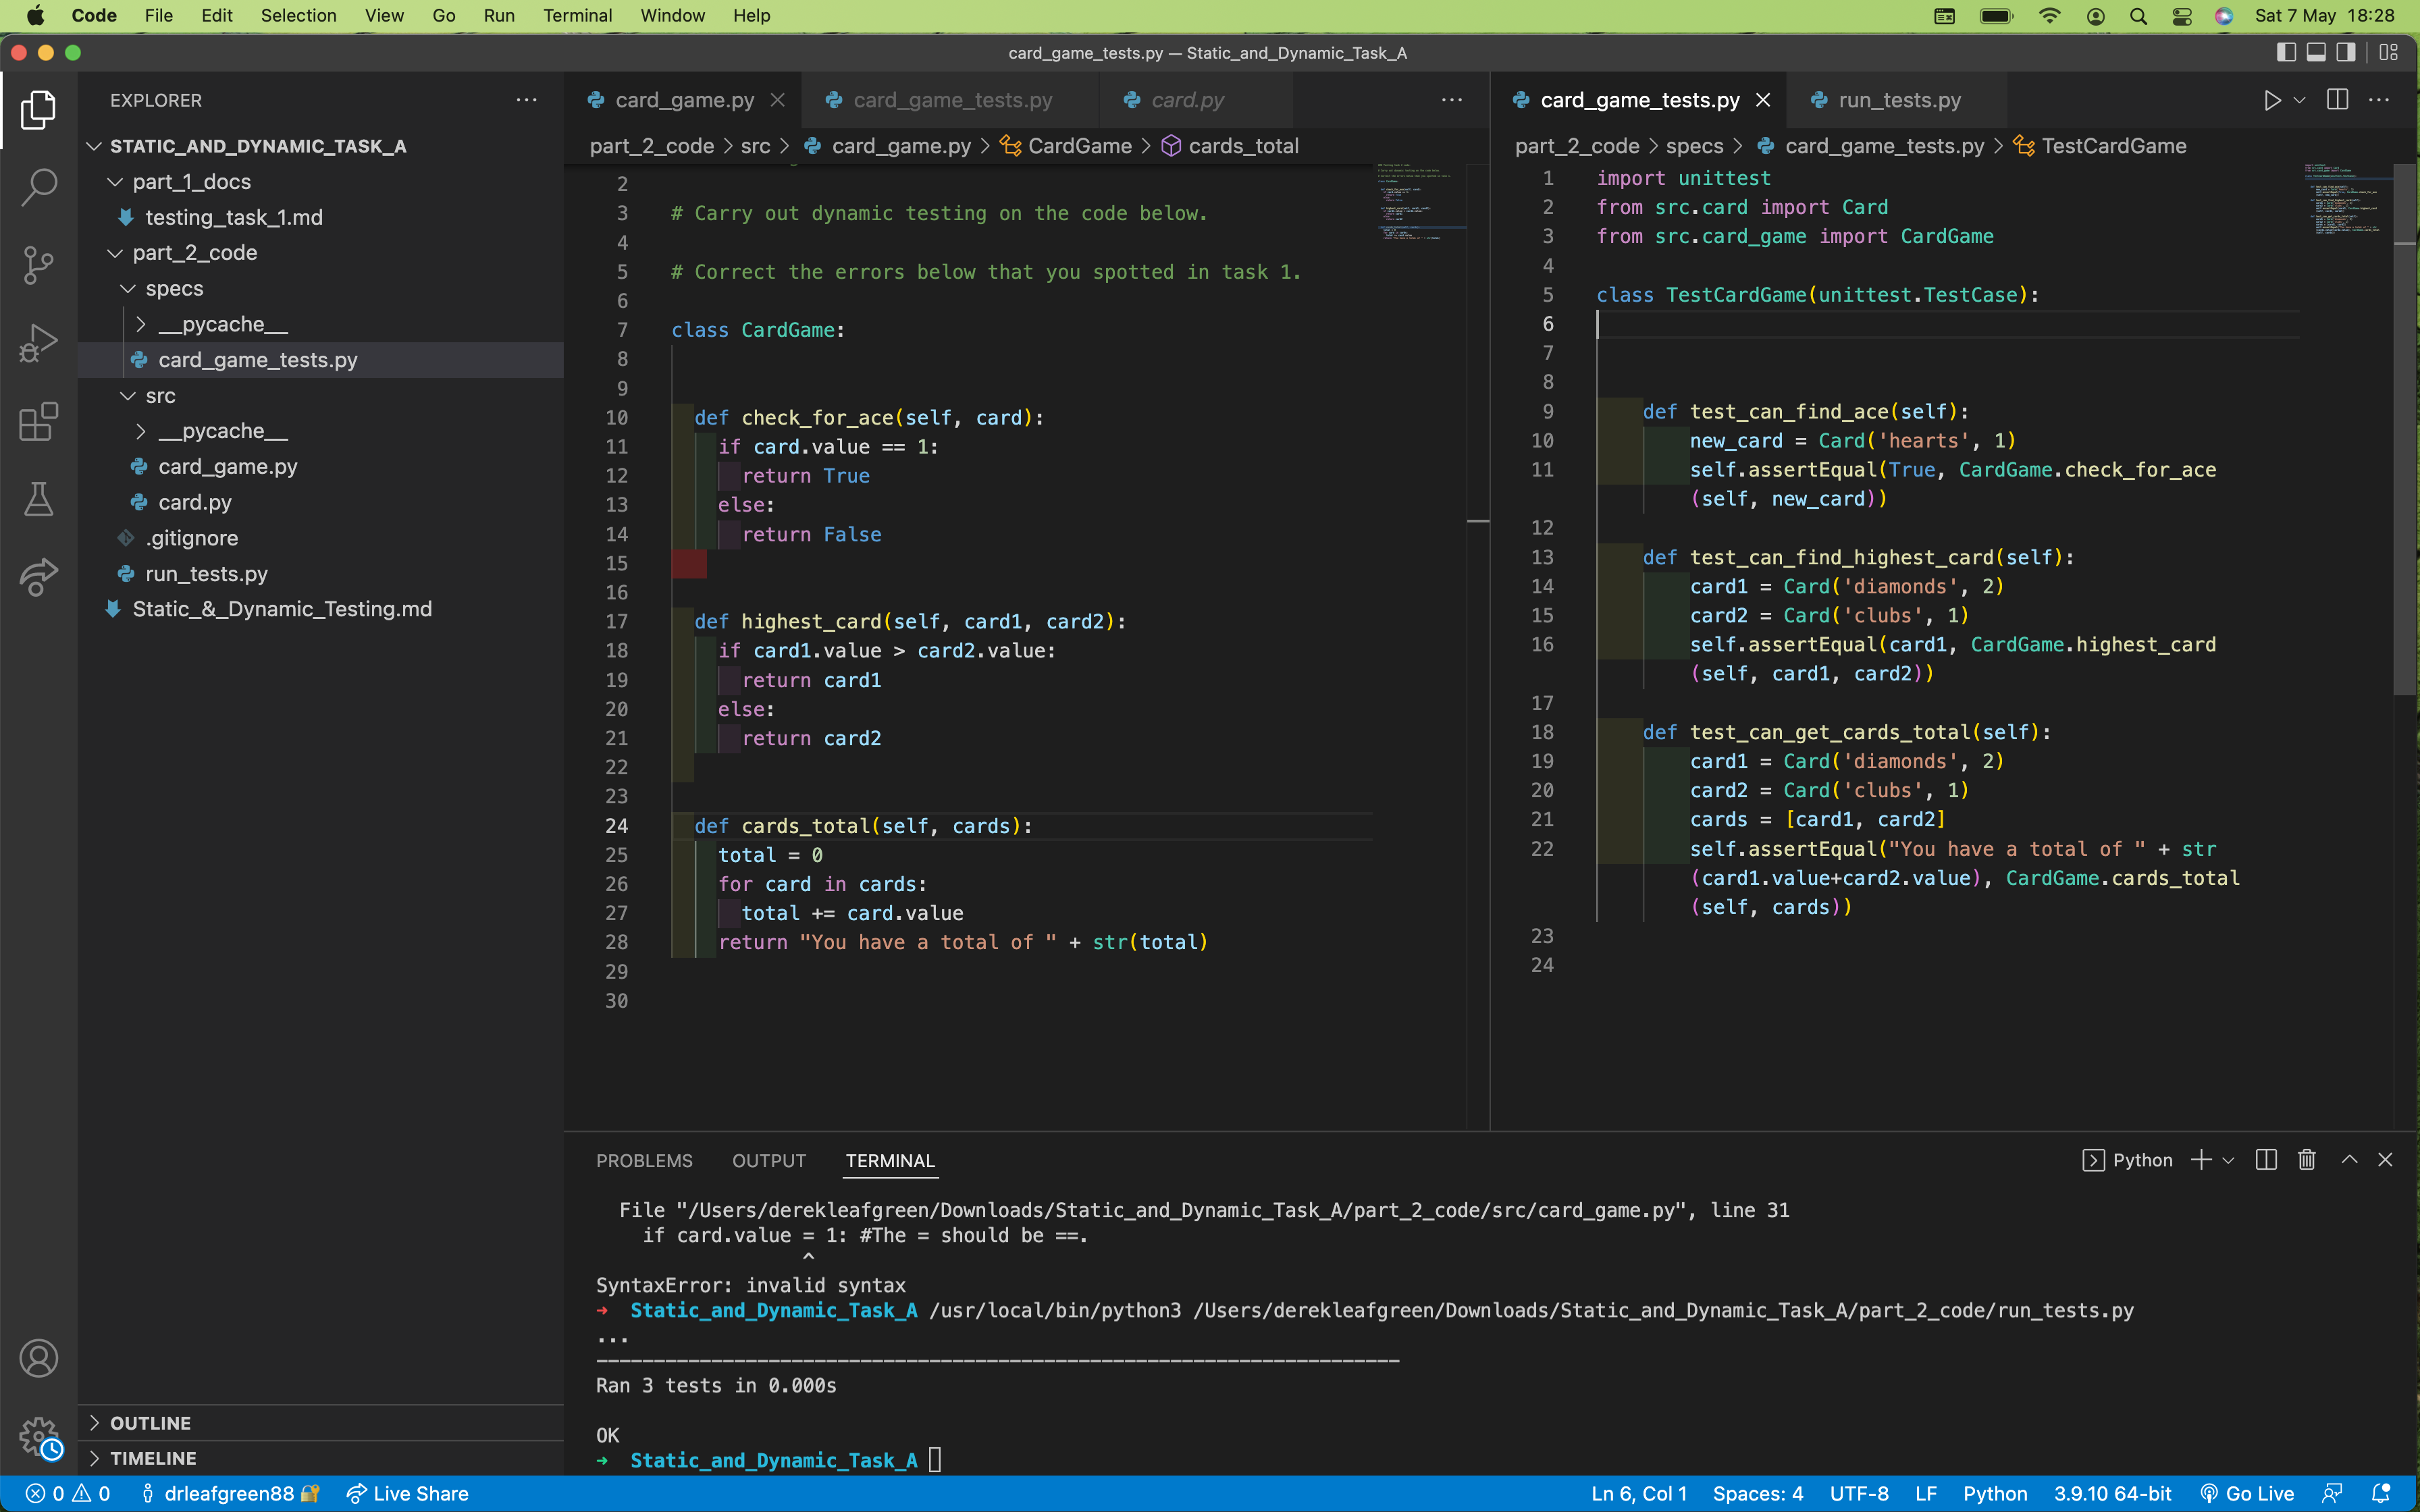 Code File Edit Selection View Go Run Terminal Window Help Sat 7 May 18:28
card_game_tests.py — Static_and_Dynamic_Task_A
EXPLORER
STATIC_AND_DYNAMIC_TASK_A
part_1_docs
testing_task_1.md
part_2_code
specs
__pycache__
card_game_tests.py
src
__pycache__
card_game.py
card.py
.gitignore
run_tests.py
Static_&_Dynamic_Testing.md
OUTLINE
TIMELINE
card_game.py card_game_tests.py card.py
part_2_code > src > card_game.py > CardGame > cards_total
2
3 # Carry out dynamic testing on the code below.
4
5 # Correct the errors below that you spotted in task 1.
6
7 class CardGame:
8
9
10 def check_for_ace(self, card):
11 if card.value == 1:
12 return True
13 else:
14 return False
15
16
17 def highest_card(self, card1, card2):
18 if card1.value > card2.value:
19 return card1
20 else:
21 return card2
22
23
24 def cards_total(self, cards):
25 total = 0
26 for card in cards:
27 total += card.value
28 return "You have a total of " + str(total)
29
30
card_game_tests.py run_tests.py
part_2_code > specs > card_game_tests.py > TestCardGame
1 import unittest
2 from src.card import Card
3 from src.card_game import CardGame
4
5 class TestCardGame(unittest.TestCase):
6
7
8
9 def test_can_find_ace(self):
10 new_card = Card('hearts', 1)
11 self.assertEqual(True, CardGame.check_for_ace
(self, new_card))
12
13 def test_can_find_highest_card(self):
14 card1 = Card('diamonds', 2)
15 card2 = Card('clubs', 1)
16 self.assertEqual(card1, CardGame.highest_card
(self, card1, card2))
17
18 def test_can_get_cards_total(self):
19 card1 = Card('diamonds', 2)
20 card2 = Card('clubs', 1)
21 cards = [card1, card2]
22 self.assertEqual("You have a total of " + str
(card1.value+card2.value), CardGame.cards_total
(self, cards))
23
24
PROBLEMS OUTPUT TERMINAL Python
File "/Users/derekleafgreen/Downloads/Static_and_Dynamic_Task_A/part_2_code/src/card_game.py", line 31
if card.value = 1: #The = should be ==.
^
SyntaxError: invalid syntax
➜ Static_and_Dynamic_Task_A /usr/local/bin/python3 /Users/derekleafgreen/Downloads/Static_and_Dynamic_Task_A/part_2_code/run_tests.py
...
----------------------------------------------------------------------
Ran 3 tests in 0.000s
OK
➜ Static_and_Dynamic_Task_A
0 0 drleafgreen88 Live Share Ln 6, Col 1 Spaces: 4 UTF-8 LF Python 3.9.10 64-bit Go Live